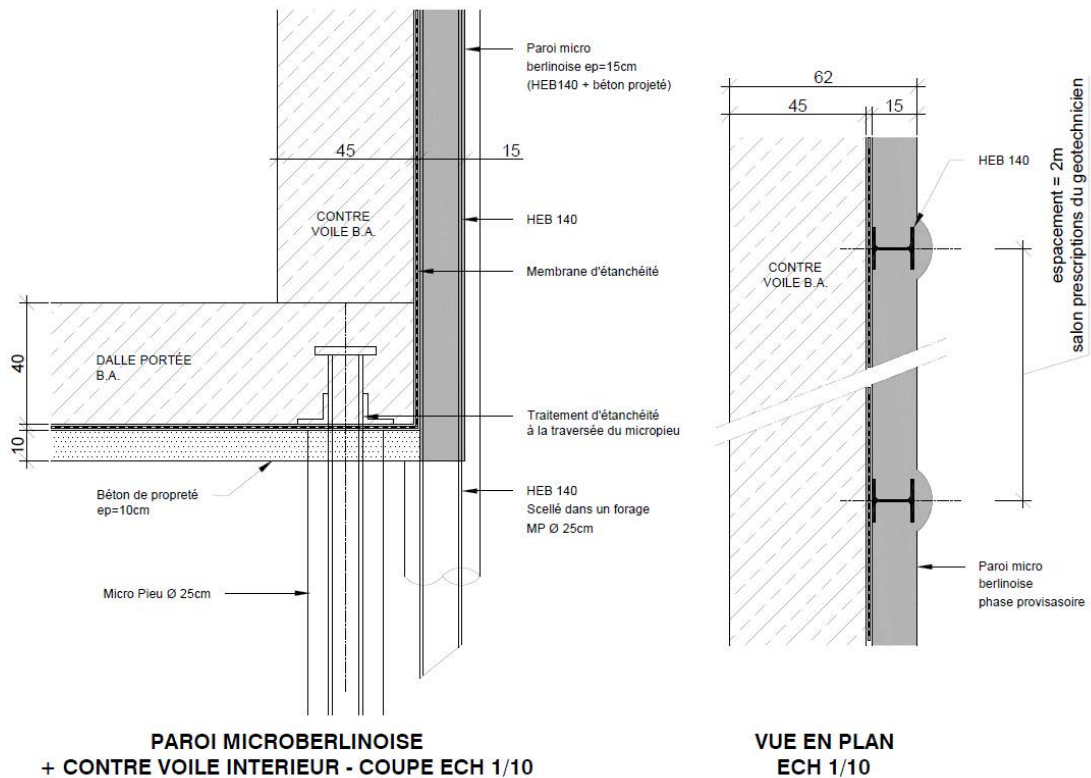 Paroi micro
berlinoise ep=15cm
(HEB140 + béton projeté)
45
15
HEB 140
CONTRE
VOILE B.A.
Membrane d'étanchéité
40
DALLE PORTÉE
B.A.
Traitement d'étanchéité
à la traversée du micropieu
10
Béton de propreté
ep=10cm
HEB 140
Scellé dans un forage
MP Ø 25cm
Micro Pieu Ø 25cm
PAROI MICROBERLINOISE
+ CONTRE VOILE INTERIEUR - COUPE ECH 1/10
62
45
15
HEB 140
espacement = 2m
salon prescriptions du geotechnicien
CONTRE
VOILE B.A.
Paroi micro
berlinoise
phase provisasoire
VUE EN PLAN
ECH 1/10